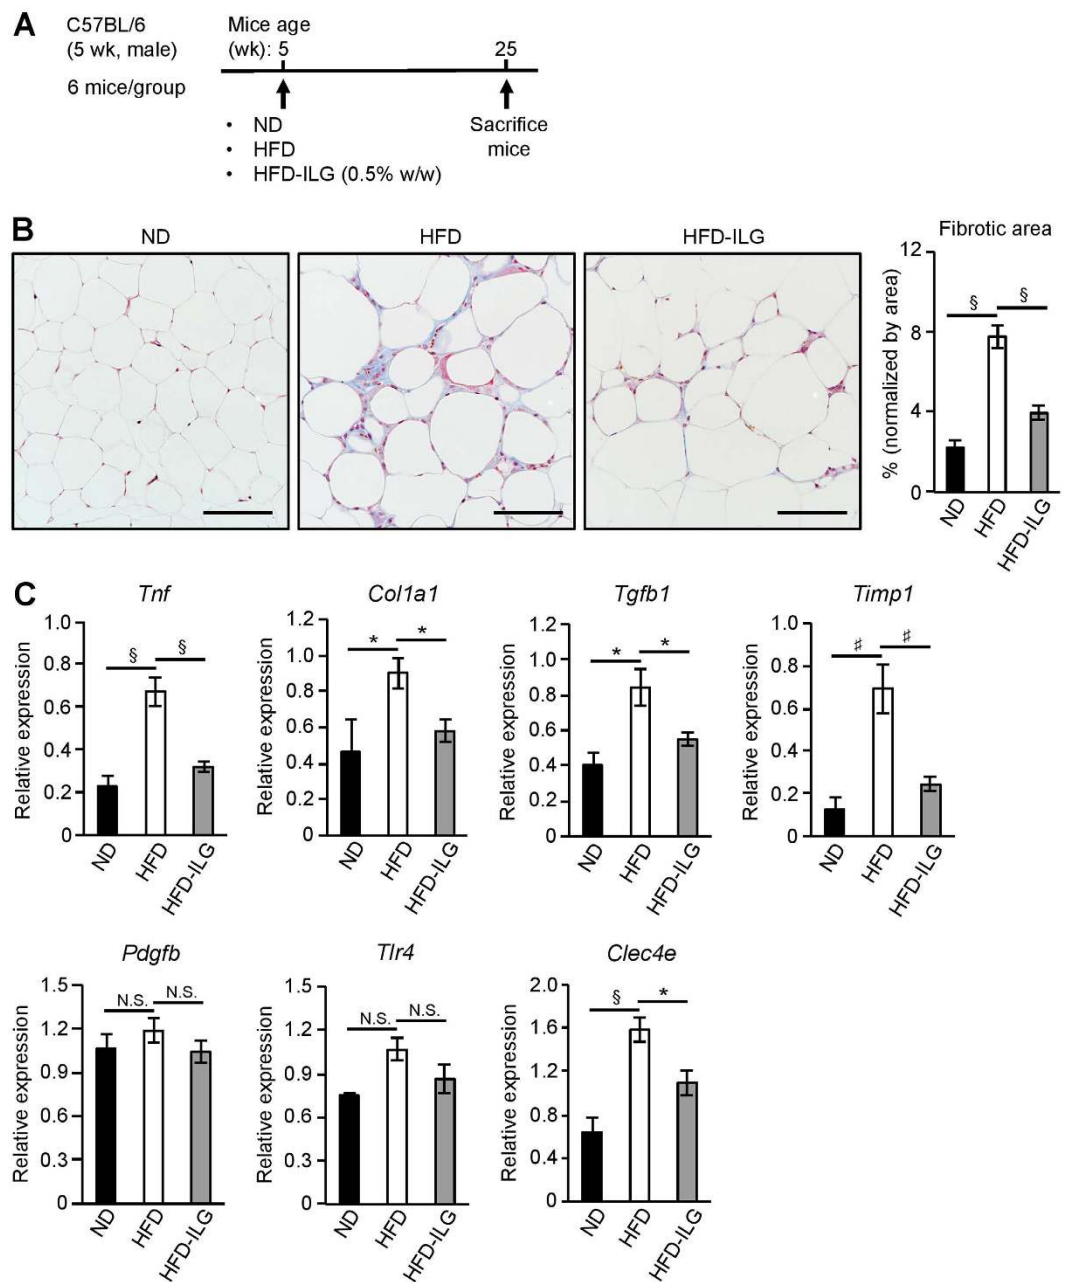 A
C57BL/6
(5 wk, male)
6 mice/group
Mice age
(wk): 5
25
• ND
• HFD
• HFD-ILG (0.5% w/w)
Sacrifice
mice
B
ND
HFD
HFD-ILG
Fibrotic area
% (normalized by area)
12
8
4
0
§
§
ND
HFD
HFD-ILG
C
Tnf
Relative expression
1.0
0.8
0.6
0.4
0.2
0
§
§
ND
HFD
HFD-ILG
Col1a1
Relative expression
1.2
1.0
0.8
0.6
0.4
0.2
0
*
*
ND
HFD
HFD-ILG
Tgfb1
Relative expression
1.2
1.0
0.8
0.6
0.4
0.2
0
*
*
ND
HFD
HFD-ILG
Timp1
Relative expression
1.0
0.8
0.6
0.4
0.2
0
♯
♯
ND
HFD
HFD-ILG
Pdgfb
Relative expression
1.5
1.2
0.9
0.6
0.3
0
N.S.
N.S.
ND
HFD
HFD-ILG
Tlr4
Relative expression
1.5
1.2
0.9
0.6
0.3
0
N.S.
N.S.
ND
HFD
HFD-ILG
Clec4e
Relative expression
2.0
1.6
1.2
0.8
0.4
0
§
*
ND
HFD
HFD-ILG